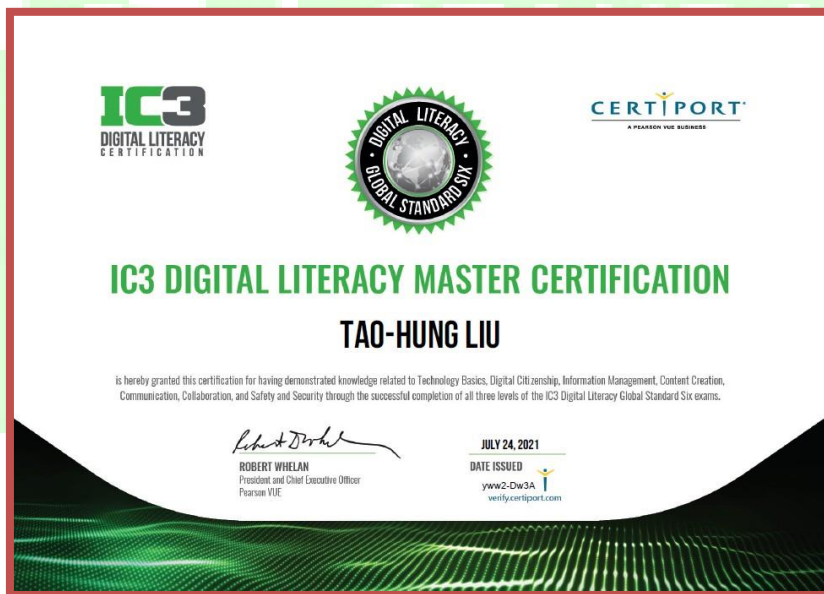 IC3
DIGITAL LITERACY
CERTIFICATION
DIGITAL LITERACY
GLOBAL STANDARD SIX
CERTIPORT
A PEARSON VUE BUSINESS
IC3 DIGITAL LITERACY MASTER CERTIFICATION
TAO-HUNG LIU
is hereby granted this certification for having demonstrated knowledge related to Technology Basics, Digital Citizenship, Information Management, Content Creation,
Communication, Collaboration, and Safety and Security through the successful completion of all three levels of the IC3 Digital Literacy Global Standard Six exams.
ROBERT WHELAN
President and Chief Executive Officer
Pearson VUE
JULY 24, 2021
DATE ISSUED
yww2-Dw3A
verify.certiport.com